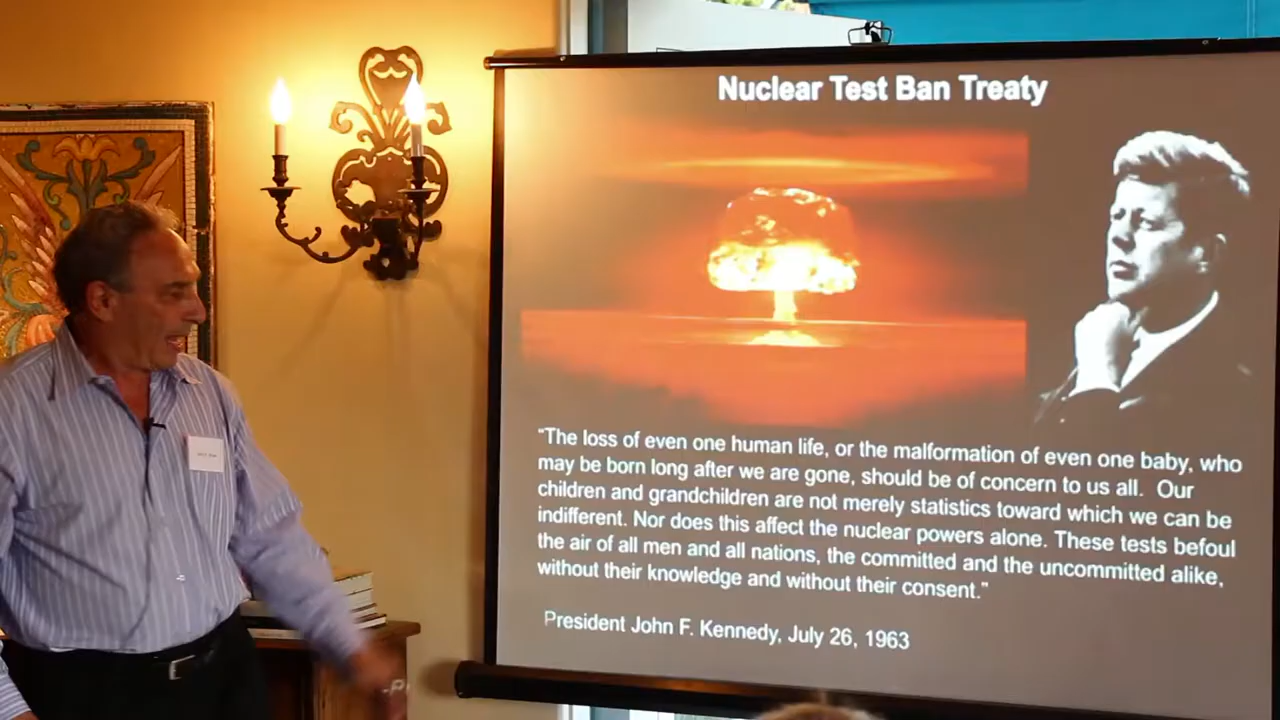 Nuclear Test Ban Treaty
“The loss of even one human life, or the malformation of even one baby, who
may be born long after we are gone, should be of concern to us all. Our
children and grandchildren are not merely statistics toward which we can be
indifferent. Nor does this affect the nuclear powers alone. These tests befoul
the air of all men and all nations, the committed and the uncommitted alike,
without their knowledge and without their consent.”
President John F. Kennedy, July 26, 1963